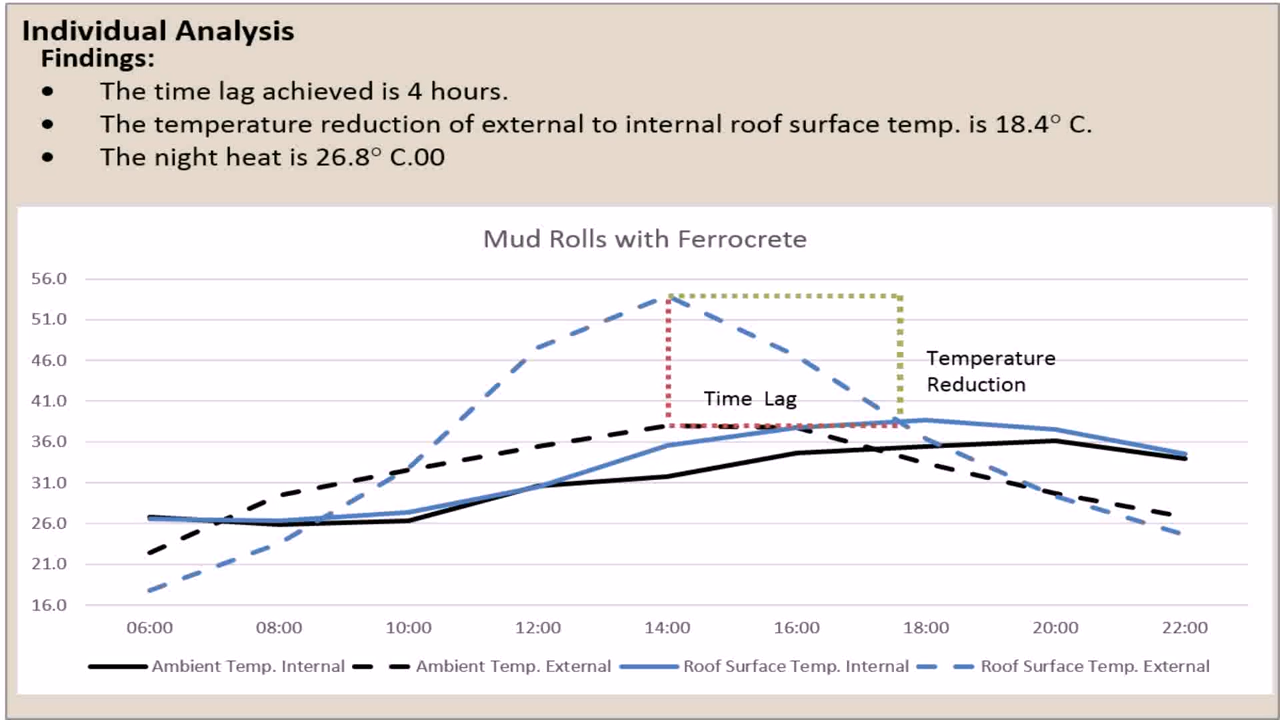 Individual Analysis
Findings:
• The time lag achieved is 4 hours.
• The temperature reduction of external to internal roof surface temp. is 18.4° C.
• The night heat is 26.8° C.00
Mud Rolls with Ferrocrete
56.0
51.0
46.0
41.0
36.0
31.0
26.0
21.0
16.0
Temperature
Reduction
Time Lag
06:00 08:00 10:00 12:00 14:00 16:00 18:00 20:00 22:00
Ambient Temp. Internal Ambient Temp. External Roof Surface Temp. Internal Roof Surface Temp. External